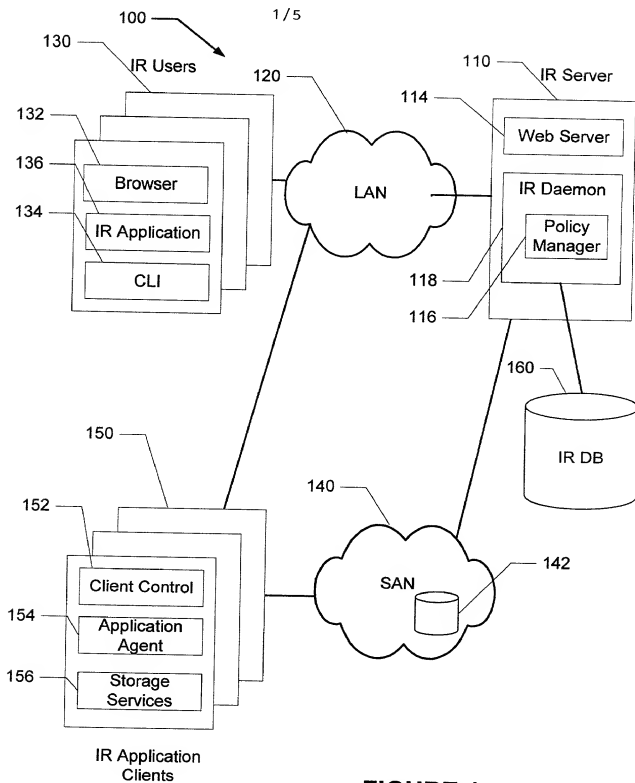 1/5
100
130
IR Users
132
136
134
Browser
IR Application
CLI
120
LAN
110
IR Server
114
Web Server
IR Daemon
Policy
Manager
118
116
160
IR DB
150
152
Client Control
154
Application
Agent
156
Storage
Services
IR Application
Clients
140
SAN
142